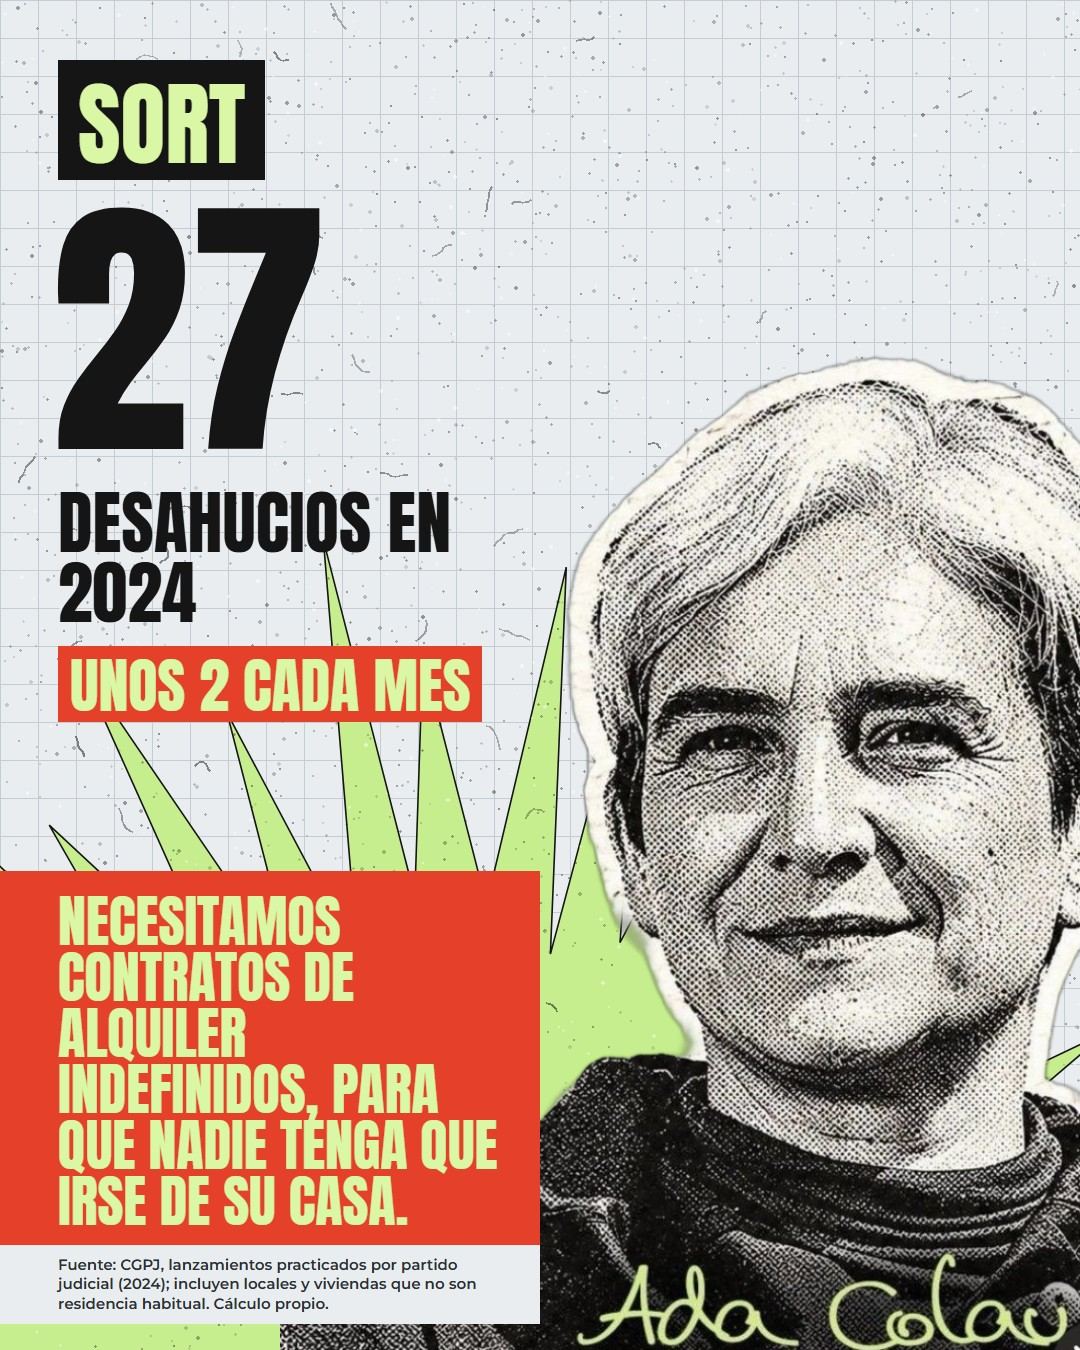 SORT
27
DESAHUCIOS EN
2024
UNOS 2 CADA MES
NECESITAMOS
CONTRATOS DE
ALQUILER
INDEFINIDOS, PARA
QUE NADIE TENGA QUE
IRSE DE SU CASA.
Fuente: CGPJ, lanzamientos practicados por partido
judicial (2024); incluyen locales y viviendas que no son
residencia habitual. Cálculo propio.
Ada Colau